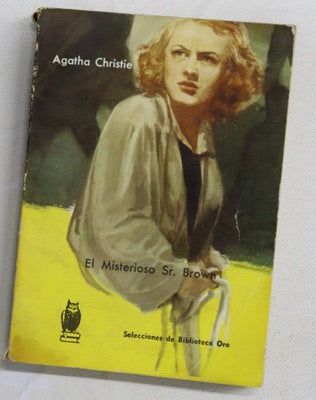 Agatha Christie
El Misterioso Sr. Brown
Selecciones de Biblioteca Oro